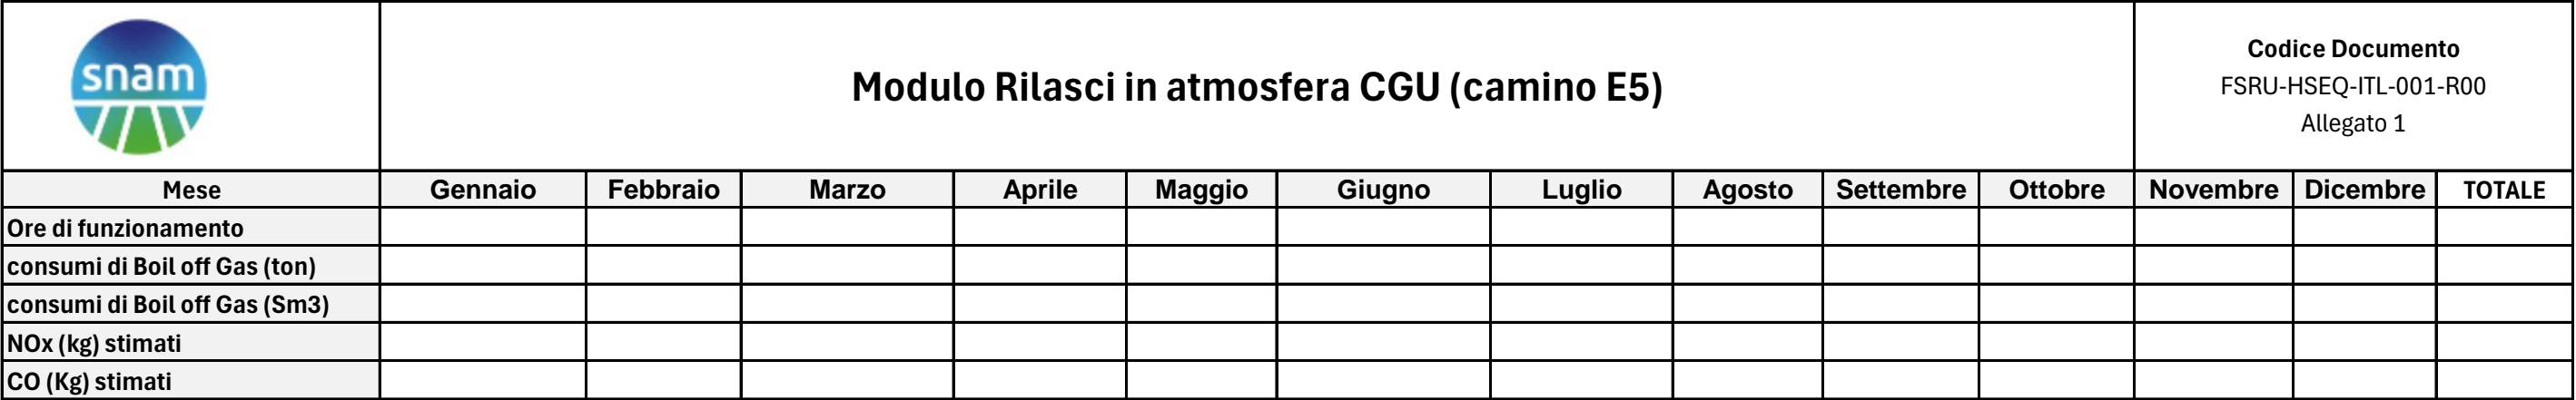 snam
Modulo Rilasci in atmosfera CGU (camino E5)
Codice Documento
FSRU-HSEQ-ITL-001-R00
Allegato 1
Mese Gennaio Febbraio Marzo Aprile Maggio Giugno Luglio Agosto Settembre Ottobre Novembre Dicembre TOTALE
Ore di funzionamento
consumi di Boil off Gas (ton)
consumi di Boil off Gas (Sm3)
NOx (kg) stimati
CO (Kg) stimati